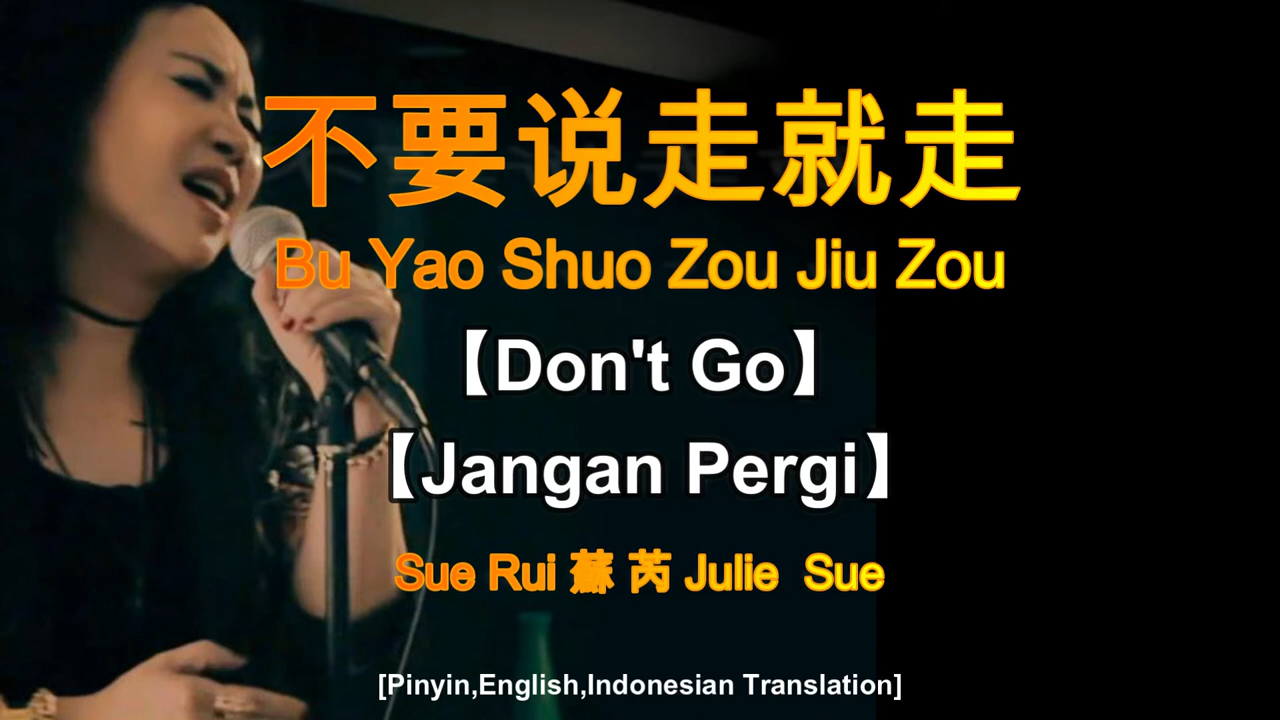 不要说走就走
Bu Yao Shuo Zou Jiu Zou
【Don't Go】
【Jangan Pergi】
Sue Rui 蘇 芮 Julie  Sue
[Pinyin,English,Indonesian Translation]